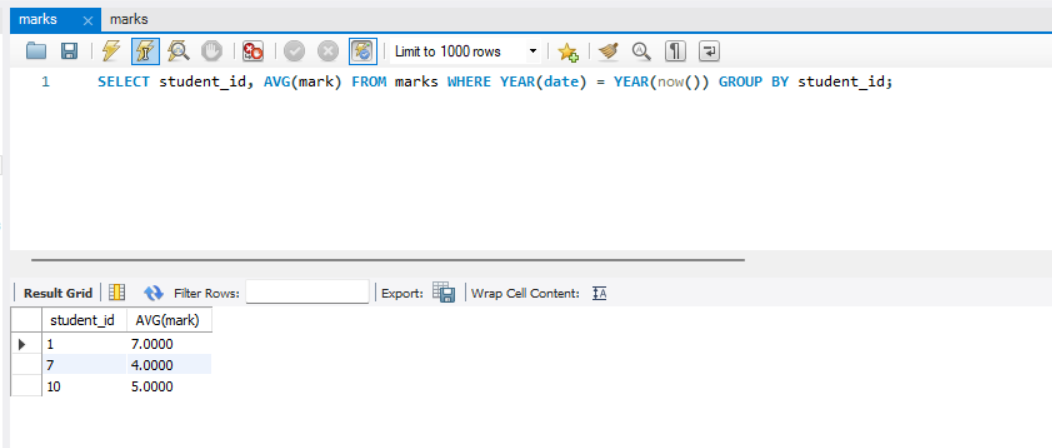 marks × marks
Limit to 1000 rows
1 SELECT student_id, AVG(mark) FROM marks WHERE YEAR(date) = YEAR(now()) GROUP BY student_id;
Result Grid Filter Rows: Export: Wrap Cell Content: IA
student_id AVG(mark)
1 7.0000
7 4.0000
10 5.0000